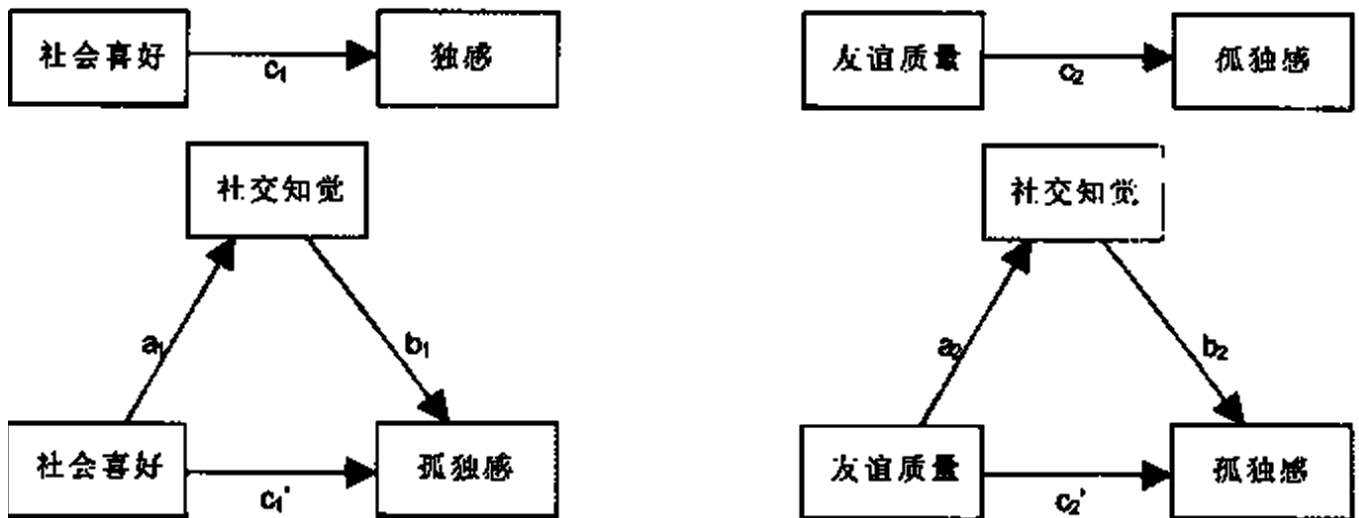 社会喜好
c₁
独感
友谊质量
c₂
孤独感
社交知觉
社交知觉
a₁
b₁
a₂
b₂
社会喜好
c₁'
孤独感
友谊质量
c₂'
孤独感